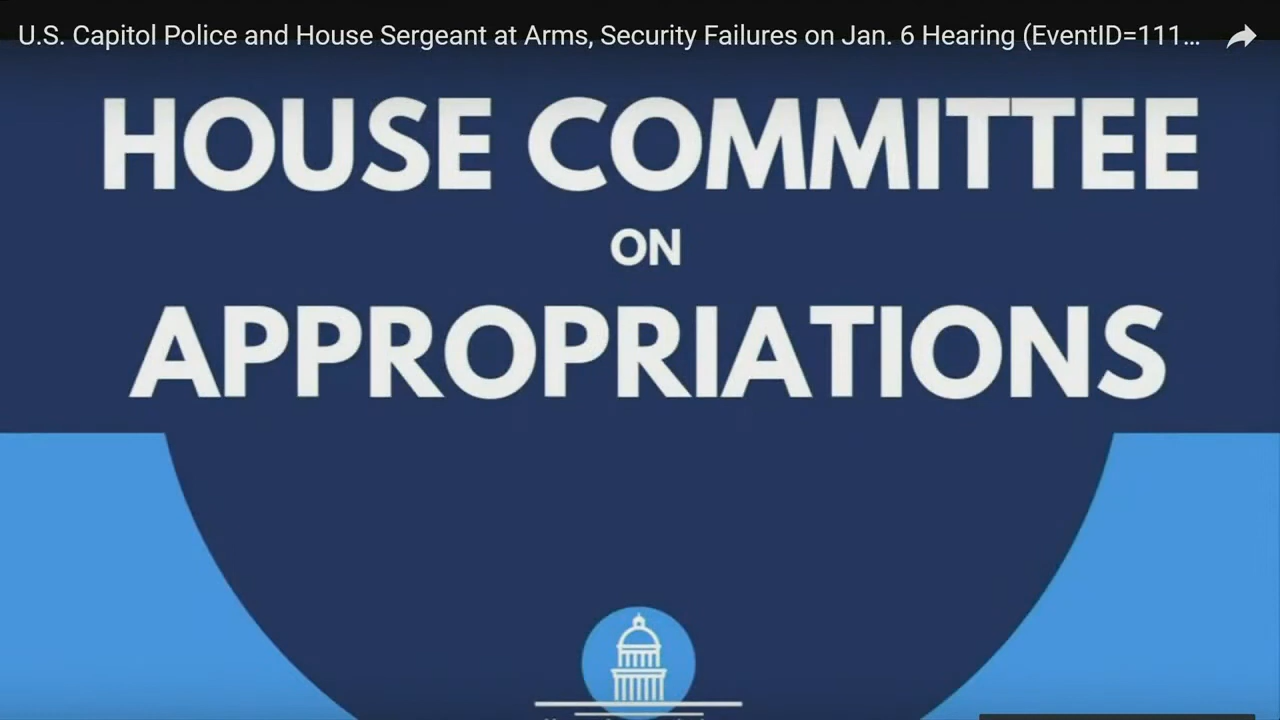 U.S. Capitol Police and House Sergeant at Arms, Security Failures on Jan. 6 Hearing (EventID=111...
HOUSE COMMITTEE
ON
APPROPRIATIONS